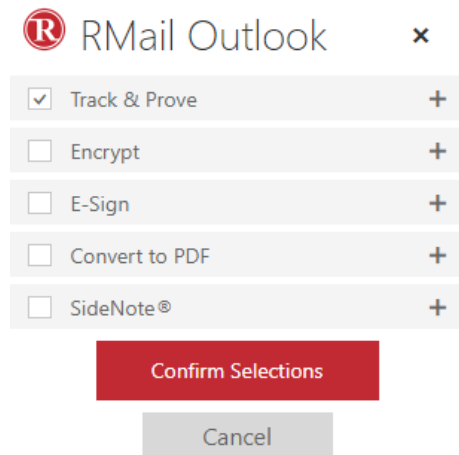 R RMail Outlook ×
Track & Prove +
Encrypt +
E-Sign +
Convert to PDF +
SideNote® +
Confirm Selections
Cancel